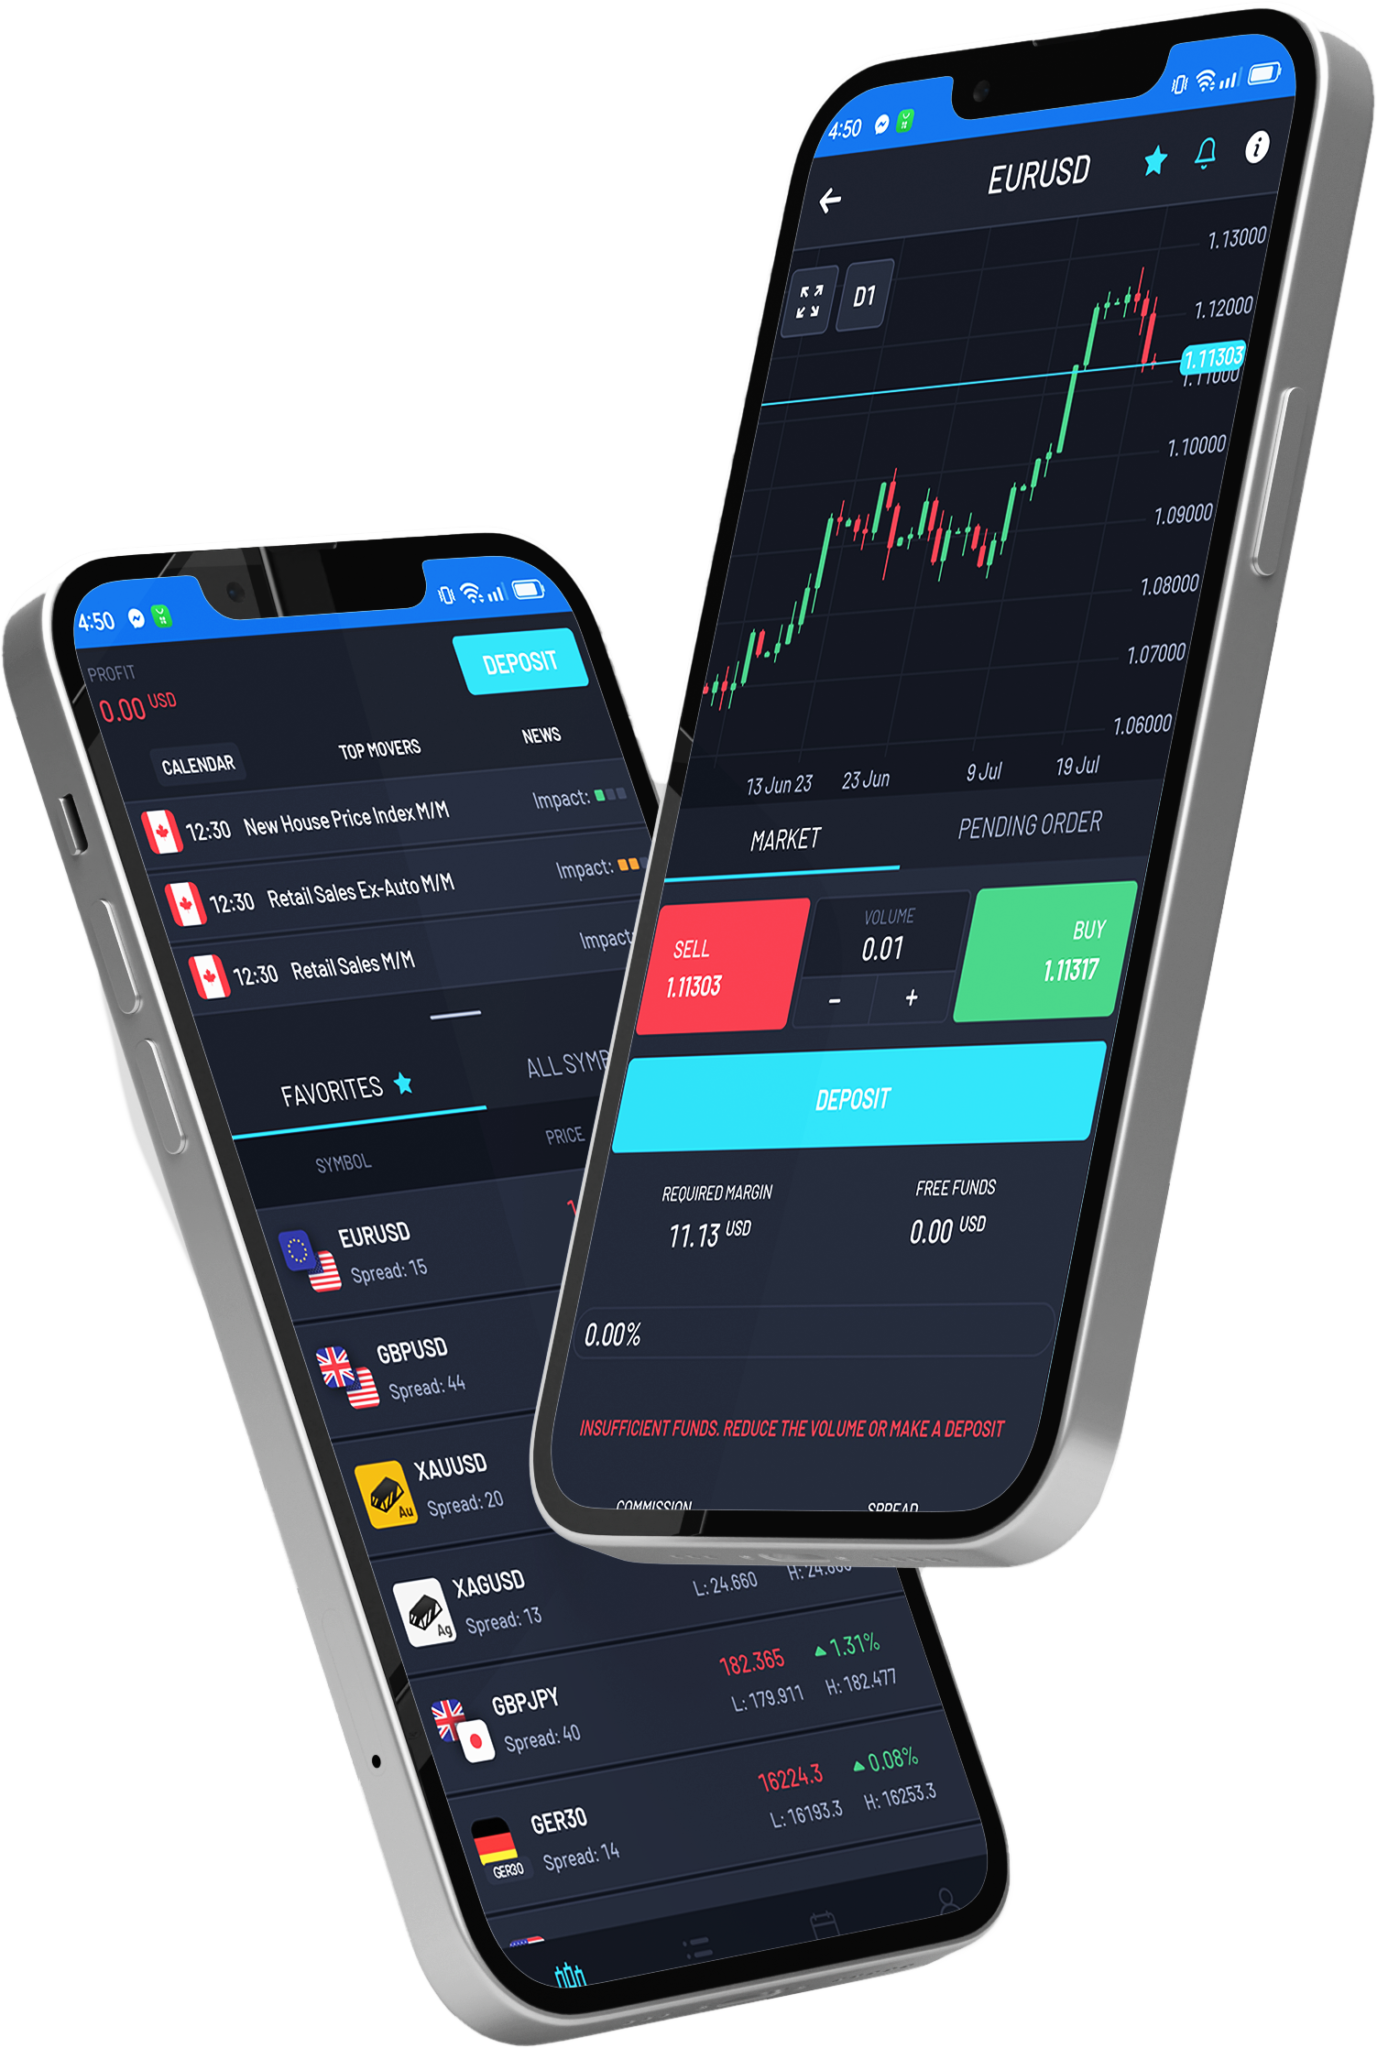 4:50
EURUSD
D1
1.13000
1.12000
1.11303
1.11000
1.10000
1.09000
1.08000
1.07000
1.06000
13 Jun 23 23 Jun 9 Jul 19 Jul
MARKET PENDING ORDER
SELL
1.11303
VOLUME
0.01
- +
BUY
1.11317
DEPOSIT
REQUIRED MARGIN FREE FUNDS
11.13 USD 0.00 USD
0.00%
INSUFFICIENT FUNDS. REDUCE THE VOLUME OR MAKE A DEPOSIT
COMMISSION SPREAD
4:50
PROFIT
0.00 USD
DEPOSIT
CALENDAR TOP MOVERS NEWS
12:30 New House Price Index M/M Impact:
12:30 Retail Sales Ex-Auto M/M Impact:
12:30 Retail Sales M/M Impact:
FAVORITES ALL SYMB
SYMBOL PRICE
EURUSD
Spread: 15
GBPUSD
Spread: 44
XAUUSD
Au Spread: 20
XAGUSD
Ag Spread: 13
L: 24.660
GBPJPY 182.365 1.31%
Spread: 40 L: 179.911 H: 182.477
GER30 16224.3 0.08%
GER30 Spread: 14 L: 16193.3 H: 16253.3